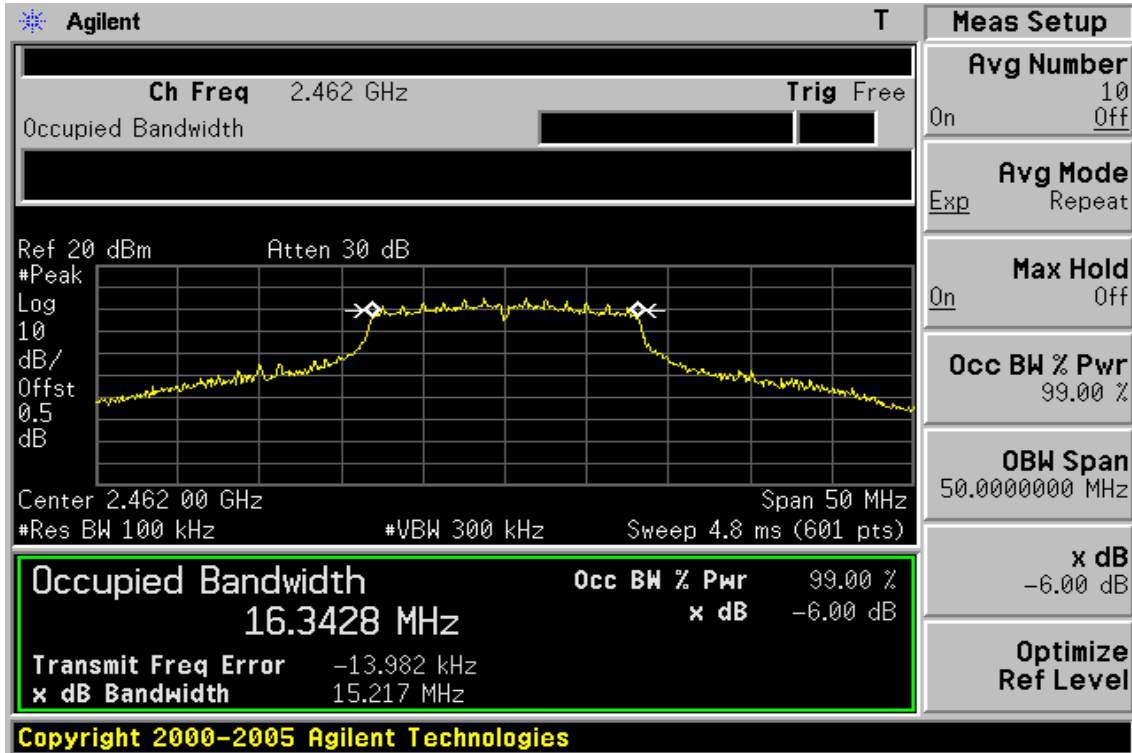 Agilent T
Ch Freq 2.462 GHz Trig Free
Occupied Bandwidth
Ref 20 dBm Atten 30 dB
#Peak
Log
10
dB/
Offst
0.5
dB
Center 2.462 00 GHz Span 50 MHz
#Res BW 100 kHz #VBW 300 kHz Sweep 4.8 ms (601 pts)
Occupied Bandwidth Occ BW % Pwr 99.00 %
16.3428 MHz x dB -6.00 dB
Transmit Freq Error -13.982 kHz
x dB Bandwidth 15.217 MHz
Copyright 2000-2005 Agilent Technologies
Meas Setup
Avg Number
10
On Off
Avg Mode
Exp Repeat
Max Hold
On Off
Occ BW % Pwr
99.00 %
OBW Span
50.0000000 MHz
x dB
-6.00 dB
Optimize
Ref Level